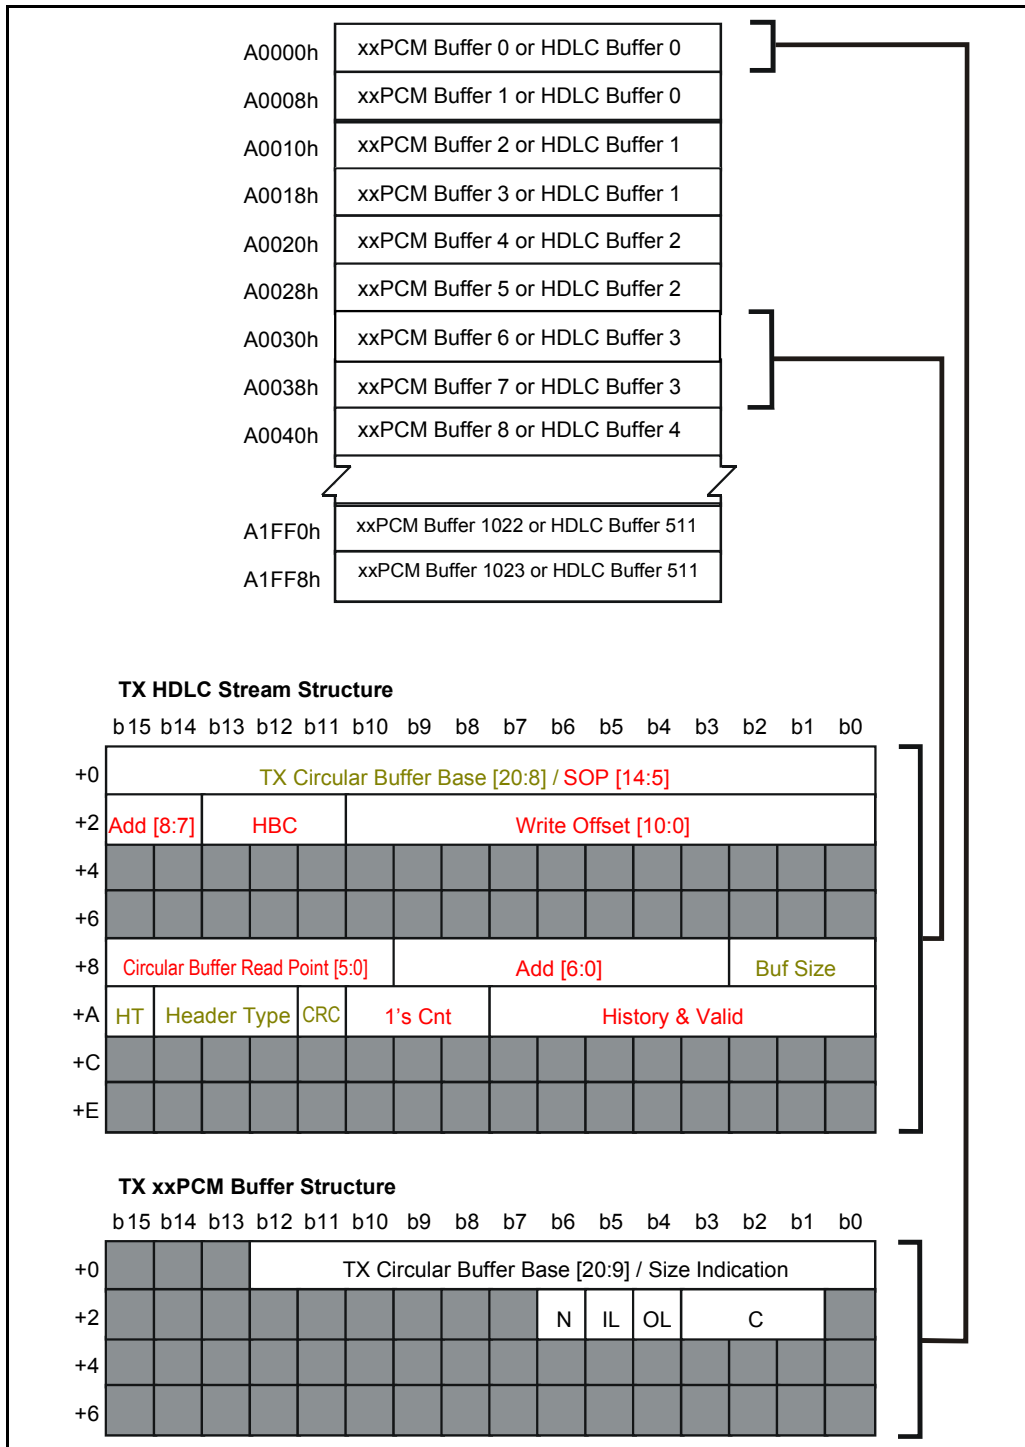 A0000h xxPCM Buffer 0 or HDLC Buffer 0
A0008h xxPCM Buffer 1 or HDLC Buffer 0
A0010h xxPCM Buffer 2 or HDLC Buffer 1
A0018h xxPCM Buffer 3 or HDLC Buffer 1
A0020h xxPCM Buffer 4 or HDLC Buffer 2
A0028h xxPCM Buffer 5 or HDLC Buffer 2
A0030h xxPCM Buffer 6 or HDLC Buffer 3
A0038h xxPCM Buffer 7 or HDLC Buffer 3
A0040h xxPCM Buffer 8 or HDLC Buffer 4
A1FF0h xxPCM Buffer 1022 or HDLC Buffer 511
A1FF8h xxPCM Buffer 1023 or HDLC Buffer 511
TX HDLC Stream Structure
b15 b14 b13 b12 b11 b10 b9 b8 b7 b6 b5 b4 b3 b2 b1 b0
+0 TX Circular Buffer Base [20:8] / SOP [14:5]
+2 Add [8:7] HBC Write Offset [10:0]
+4
+6
+8 Circular Buffer Read Point [5:0] Add [6:0] Buf Size
+A HT Header Type CRC 1's Cnt History & Valid
+C
+E
TX xxPCM Buffer Structure
b15 b14 b13 b12 b11 b10 b9 b8 b7 b6 b5 b4 b3 b2 b1 b0
+0 TX Circular Buffer Base [20:9] / Size Indication
+2 N IL OL C
+4
+6